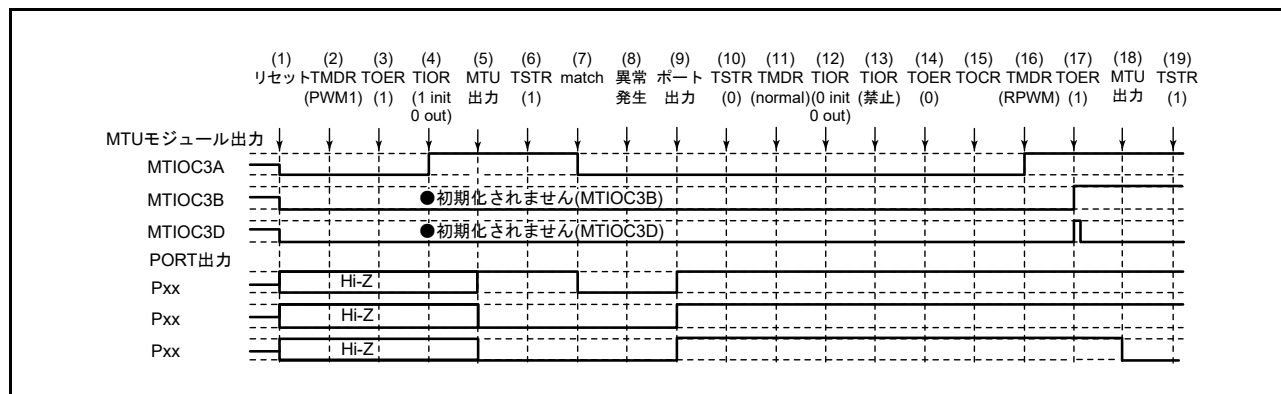 (1) (2) (3) (4) (5) (6) (7) (8) (9) (10) (11) (12) (13) (14) (15) (16) (17) (18) (19)
リセット TMDR TOER TIOR MTU TSTR match 異常 ポート TSTR TMDR TIOR TIOR TOER TOCR TMDR TOER MTU TSTR
(PWM1) (1) (1 init 出力 (1) 発生 出力 (0) (normal) (0 init (禁止) (0) (RPWM) (1) 出力 (1)
0 out) 0 out)
MTUモジュール出力
MTIOC3A
MTIOC3B ●初期化されません(MTIOC3B)
MTIOC3D ●初期化されません(MTIOC3D)
PORT出力
Pxx Hi-Z
Pxx Hi-Z
Pxx Hi-Z